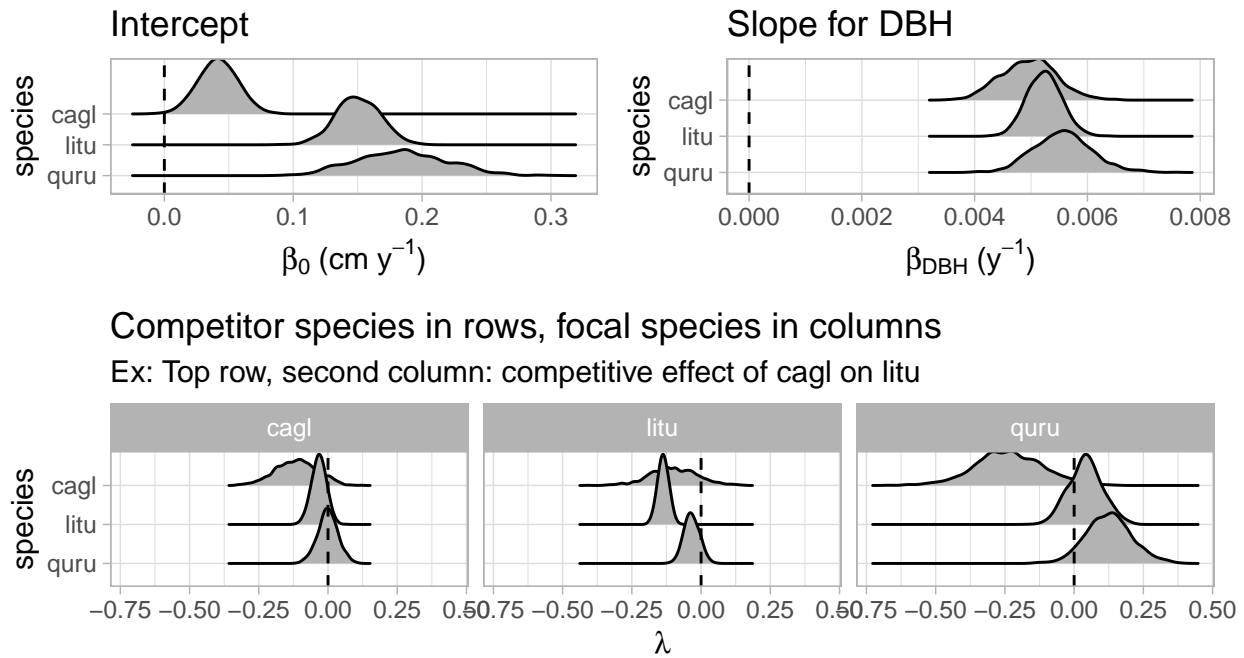 Intercept
species
cagl
litu
quru
0.0 0.1 0.2 0.3
β0 (cm y−1)
Slope for DBH
species
cagl
litu
quru
0.000 0.002 0.004 0.006 0.008
βDBH (y−1)
Competitor species in rows, focal species in columns
Ex: Top row, second column: competitive effect of cagl on litu
cagl litu quru
species
cagl
litu
quru
−0.75 −0.50 −0.25 0.00 0.25 0.50
−0.75 −0.50 −0.25 0.00 0.25 0.50
−0.75 −0.50 −0.25 0.00 0.25 0.50
λ